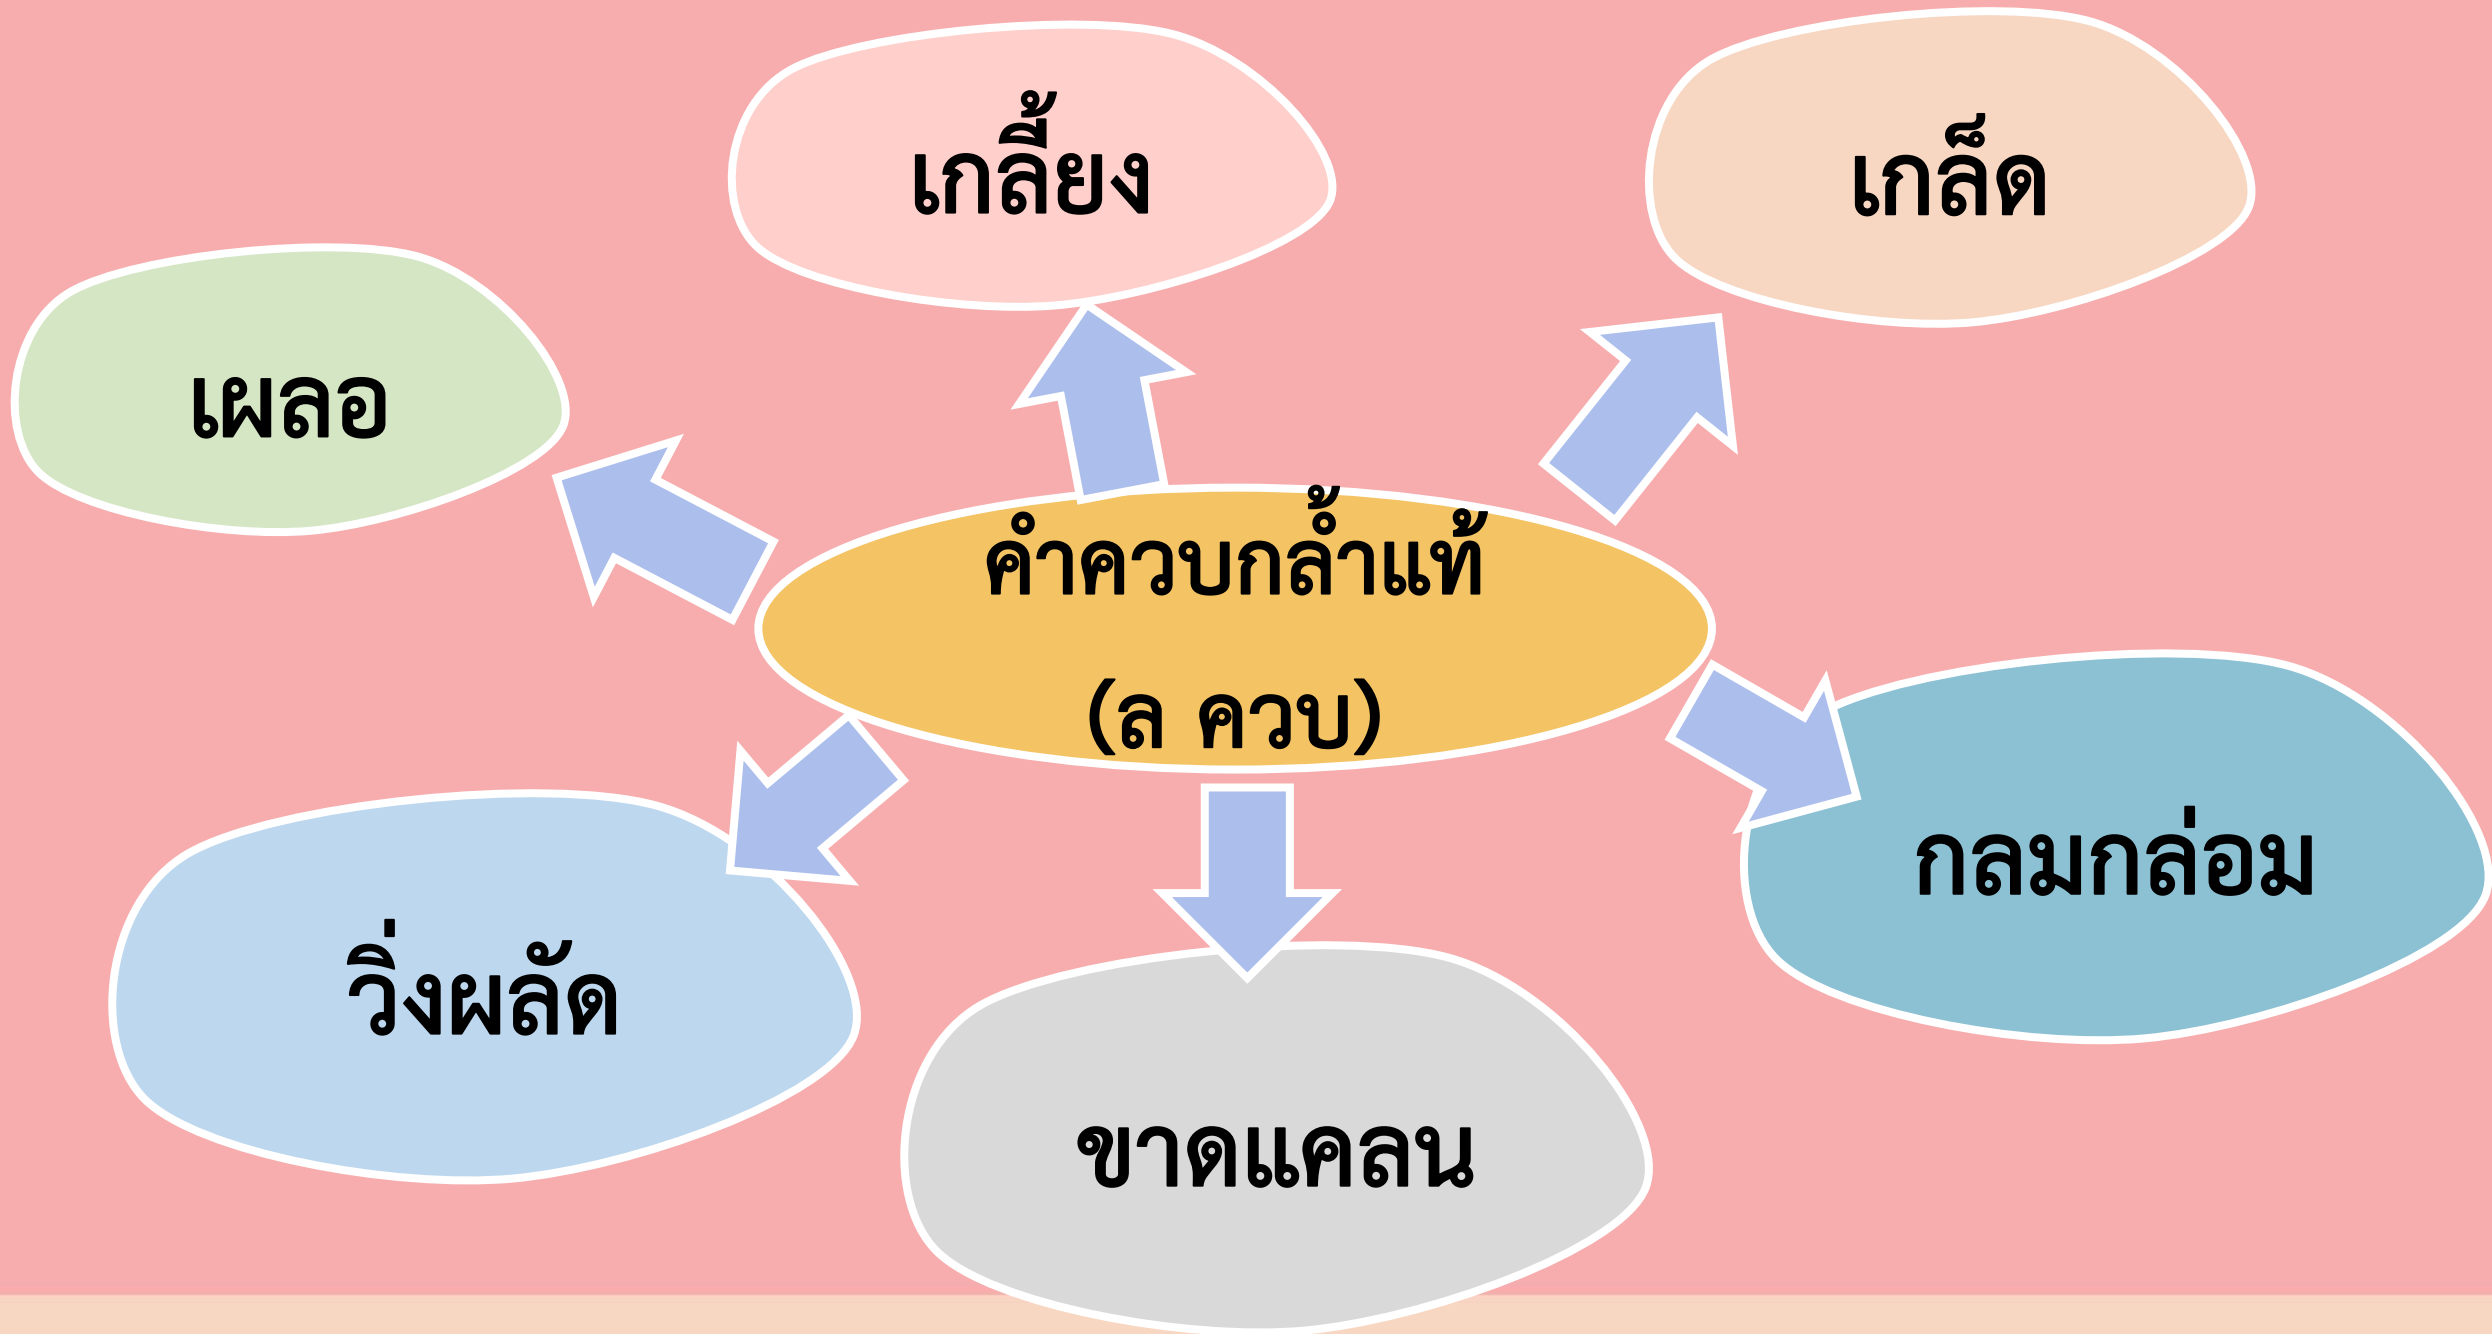 เกลี้ยง
เกล็ด
เผลอ
คำควบกล้ำแท้
(ล ควบ)
กลมกล่อม
วิ่งผลัด
ขาดแคลน